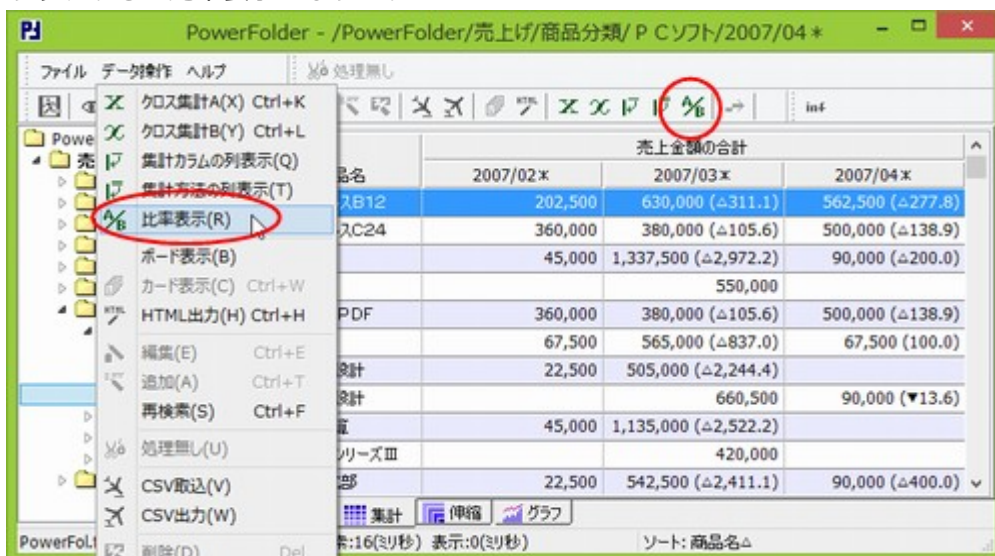 PowerFolder - /PowerFolder/売上げ/商品分類/ＰＣソフト/2007/04＊
ファイル データ操作 ヘルプ
処理無し
A/B
inf
クロス集計A(X) Ctrl+K
クロス集計B(Y) Ctrl+L
集計カラムの列表示(Q)
集計方法の列表示(T)
比率表示(R)
ボード表示(B)
カード表示(C) Ctrl+W
HTML出力(H) Ctrl+H
編集(E) Ctrl+E
追加(A) Ctrl+T
再検索(S) Ctrl+F
処理無し(U)
CSV取込(V)
CSV出力(W)
削除(D) Del
Powe
売
売上金額の合計
品名 2007/02＊ 2007/03＊ 2007/04＊
スB12 202,500 630,000 (△311.1) 562,500 (△277.8)
スC24 360,000 380,000 (△105.6) 500,000 (△138.9)
45,000 1,337,500 (△2,972.2) 90,000 (△200.0)
550,000
PDF 360,000 380,000 (△105.6) 500,000 (△138.9)
67,500 565,000 (△837.0) 67,500 (100.0)
設計 22,500 505,000 (△2,244.4)
設計 660,500 90,000 (▼13.6)
45,000 1,135,000 (△2,522.2)
シリーズⅢ 420,000
部 22,500 542,500 (△2,411.1) 90,000 (△400.0)
集計 伸縮 グラフ
PowerFol.
索:16(ミリ秒) 表示:0(ミリ秒) ソート: 商品名△